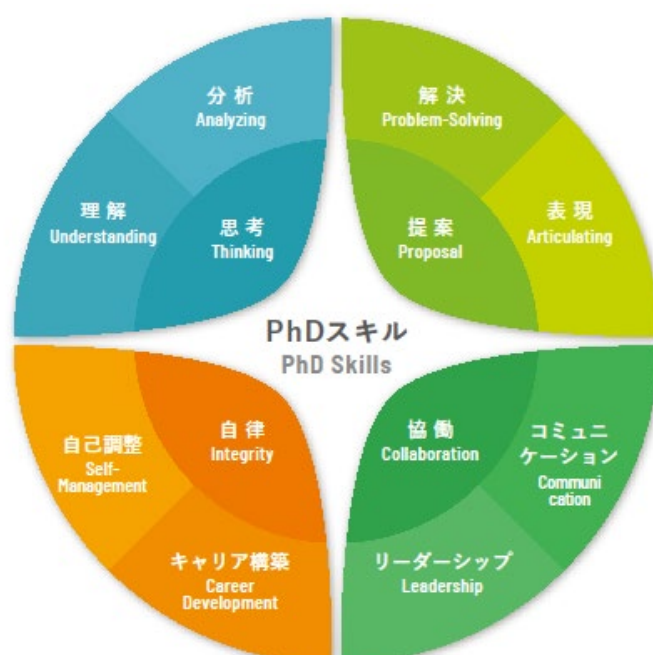 分析
Analyzing
理解
Understanding
思考
Thinking
解決
Problem-Solving
表現
Articulating
提案
Proposal
PhDスキル
PhD Skills
自己調整
Self-
Management
自律
Integrity
キャリア構築
Career
Development
協働
Collaboration
コミュニ
ケーション
Communi
cation
リーダーシップ
Leadership